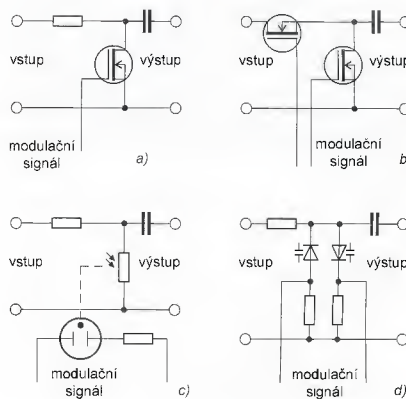 vstup
výstup
modulační
signál
a)
vstup
výstup
modulační
signál
b
vstup
výstup
modulační
signál
c)
vstup
výstup
modulační
signál
d)